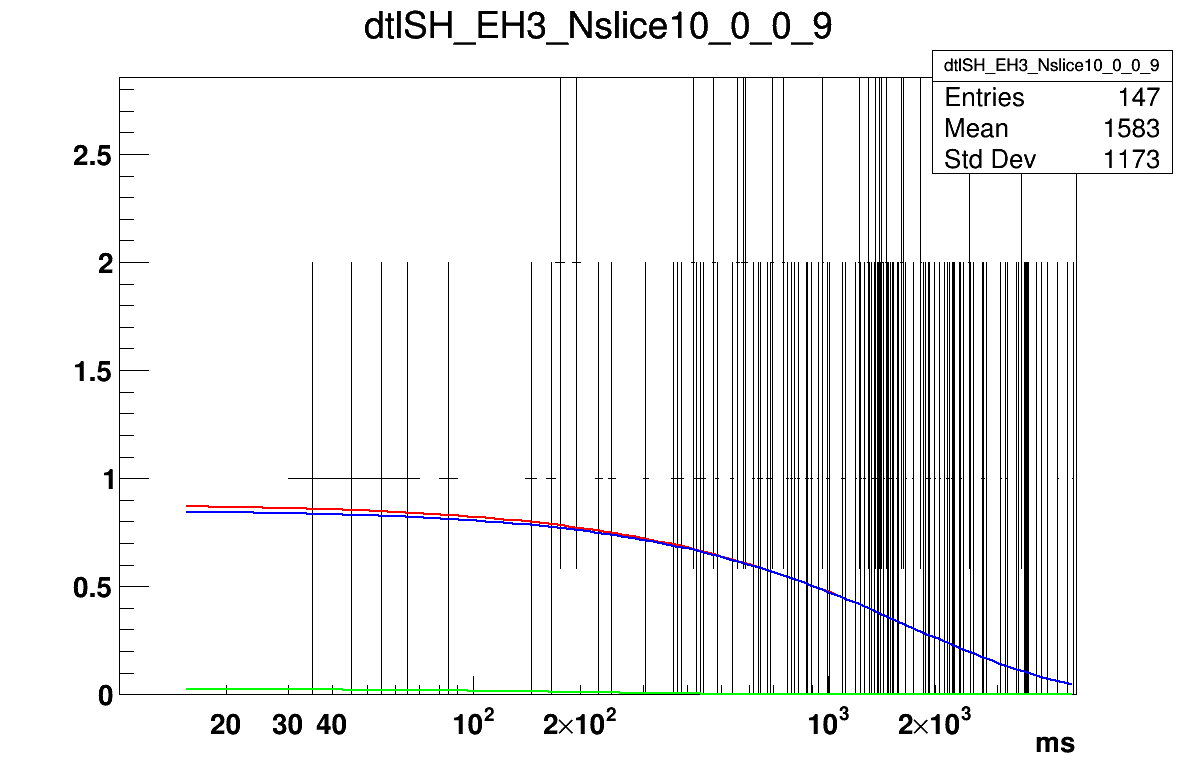 dtlSH_EH3_Nslice10_0_0_9
dtlSH_EH3_Nslice10_0_0_9
Entries 147
Mean 1583
Std Dev 1173
2.5
2
1.5
1
0.5
0
20 30 40 10² 2×10² 10³ 2×10³
ms